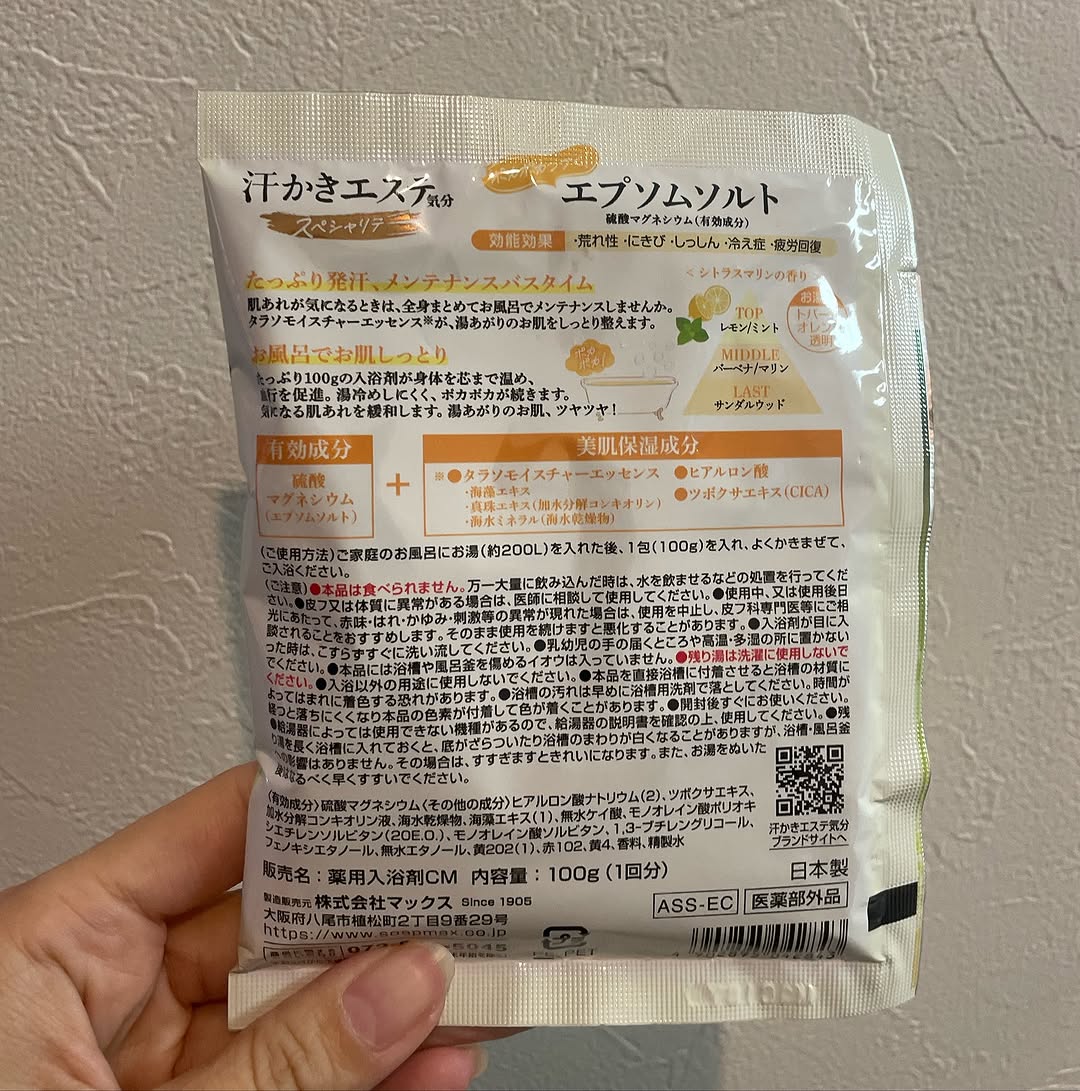 汗かきエステ気分
スペシャリテ
エプソムソルト
硫酸マグネシウム(有効成分)
効能効果 ・荒れ性・にきび・しっしん・冷え症・疲労回復
たっぷり発汗、メンテナンスバスタイム
肌あれが気になるときは、全身まとめてお風呂でメンテナンスしませんか。
タラソモイスチャーエッセンス※が、湯あがりのお肌をしっとり整えます。
お風呂でお肌しっとり
たっぷり100gの入浴剤が身体を芯まで温め、
血行を促進。湯冷めしにくく、ポカポカが続きます。
気になる肌あれを緩和します。湯あがりのお肌、ツヤツヤ!
ポカ
ポカ!
<シトラスマリンの香り
TOP
レモン/ミント
MIDDLE
バーベナ/マリン
LAST
サンダルウッド
お湯
トパーズ
オレン
透明
有効成分
硫酸
マグネシウム
(エプソムソルト)
+
美肌保湿成分
※●タラソモイスチャーエッセンス
・海藻エキス
・真珠エキス(加水分解コンキオリン)
・海水ミネラル(海水乾燥物)
●ヒアルロン酸
●ツボクサエキス(CICA)
(ご使用方法)ご家庭のお風呂にお湯(約200L)を入れた後、1包(100g)を入れ、よくかきまぜて、
ご入浴ください。
(ご注意)●本品は食べられません。万一大量に飲み込んだ時は、水を飲ませるなどの処置を行ってくだ
さい。●皮フ又は体質に異常がある場合は、医師に相談して使用してください。●使用中、又は使用後日
光にあたって、赤味・はれ・かゆみ・刺激等の異常が現れた場合は、使用を中止し、皮フ科専門医等にご相
談されることをおすすめします。そのまま使用を続けますと悪化することがあります。●入浴剤が目に入
った時は、こすらずすぐに洗い流してください。●乳幼児の手の届くところや高温・多湿の所に置かない
でください。●本品には浴槽や風呂釜を傷めるイオウは入っていません。●残り湯は洗濯に使用しないで
ください。●入浴以外の用途に使用しないでください。●本品を直接浴槽に付着させると浴槽の材質に
よってはまれに着色する恐れがあります。●浴槽の汚れは早めに浴槽用洗剤で落としてください。時間が
経つと落ちにくくなり本品の色素が付着して色が着くことがあります。●開封後すぐにお使いください。
●給湯器によっては使用できない機種があるので、給湯器の説明書を確認の上、使用してください。●残
り湯を長く浴槽に入れておくと、底がざらついたり浴槽のまわりが白くなることがありますが、浴槽・風呂釜
への影響はありません。その場合は、すすぎますときれいになります。また、お湯をぬいた
後はなるべく早くすすいでください。
〈有効成分〉硫酸マグネシウム〈その他の成分〉ヒアルロン酸ナトリウム(2)、ツボクサエキス、
加水分解コンキオリン液、海水乾燥物、海藻エキス(1)、無水ケイ酸、モノオレイン酸ポリオキ
シエチレンソルビタン(20E.O.)、モノオレイン酸ソルビタン、1,3-ブチレングリコール、
フェノキシエタノール、無水エタノール、黄202(1)、赤102、黄4、香料、精製水
汗かきエステ気分
ブランドサイトへ
販売名:薬用入浴剤CM 内容量:100g(1回分) 日本製
製造販売元 株式会社マックス Since 1905
大阪府八尾市植松町2丁目9番29号
https://www.soapmax.co.jp
ASS-EC 医薬部外品